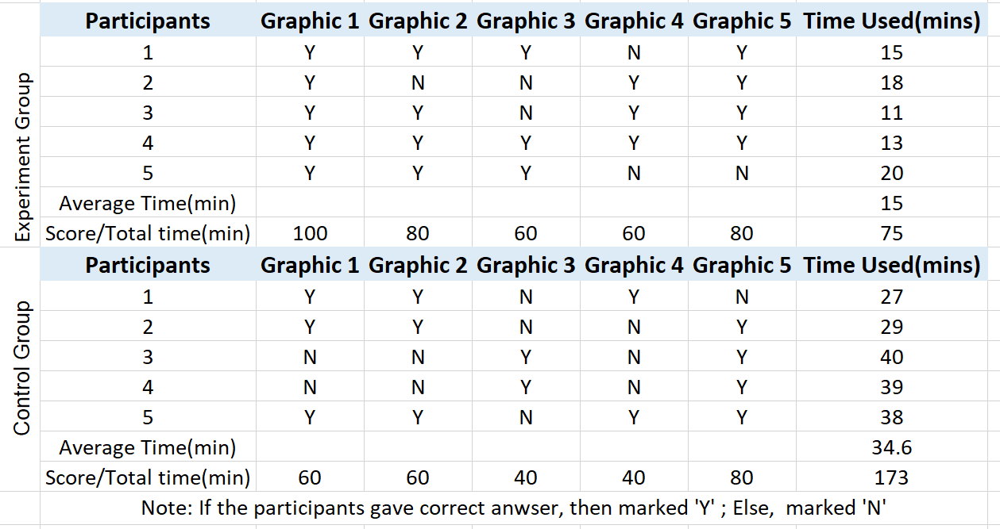 Experiment Group
Participants Graphic 1 Graphic 2 Graphic 3 Graphic 4 Graphic 5 Time Used(mins)
1 Y Y Y N Y 15
2 Y N N Y Y 18
3 Y Y N Y Y 11
4 Y Y Y Y Y 13
5 Y Y Y N N 20
Average Time(min) 15
Score/Total time(min) 100 80 60 60 80 75
Control Group
Participants Graphic 1 Graphic 2 Graphic 3 Graphic 4 Graphic 5 Time Used(mins)
1 Y Y N Y N 27
2 Y Y N N Y 29
3 N N Y N Y 40
4 N N Y N Y 39
5 Y Y N Y Y 38
Average Time(min) 34.6
Score/Total time(min) 60 60 40 40 80 173
Note: If the participants gave correct anwser, then marked 'Y' ; Else, marked 'N'